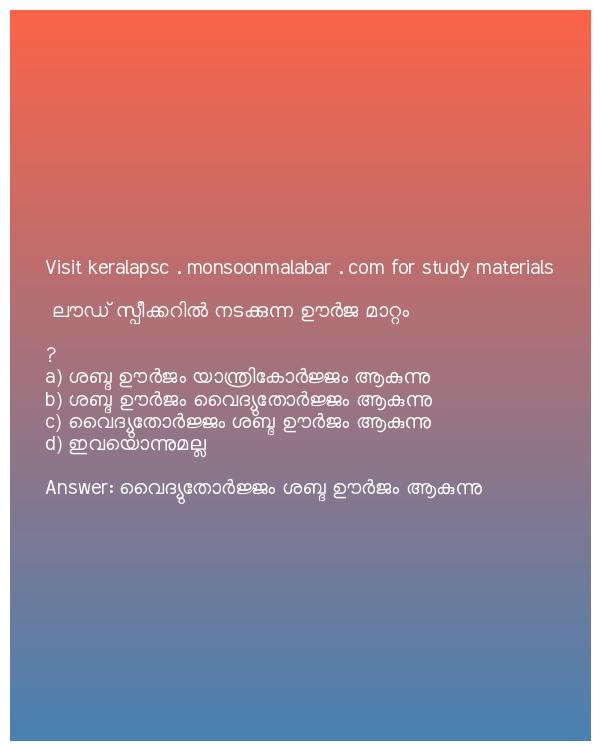 Visit keralapsc . monsoonmalabar . com for study materials
ലൗഡ് സ്പീക്കറിൽ നടക്കുന്ന ഊർജ മാറ്റം
?
a) ശബ്ദ ഊർജം യാന്ത്രികോർജ്ജം ആകുന്നു
b) ശബ്ദ ഊർജം വൈദ്യുതോർജ്ജം ആകുന്നു
c) വൈദ്യുതോർജ്ജം ശബ്ദ ഊർജം ആകുന്നു
d) ഇവയൊന്നുമല്ല
Answer: വൈദ്യുതോർജ്ജം ശബ്ദ ഊർജം ആകുന്നു